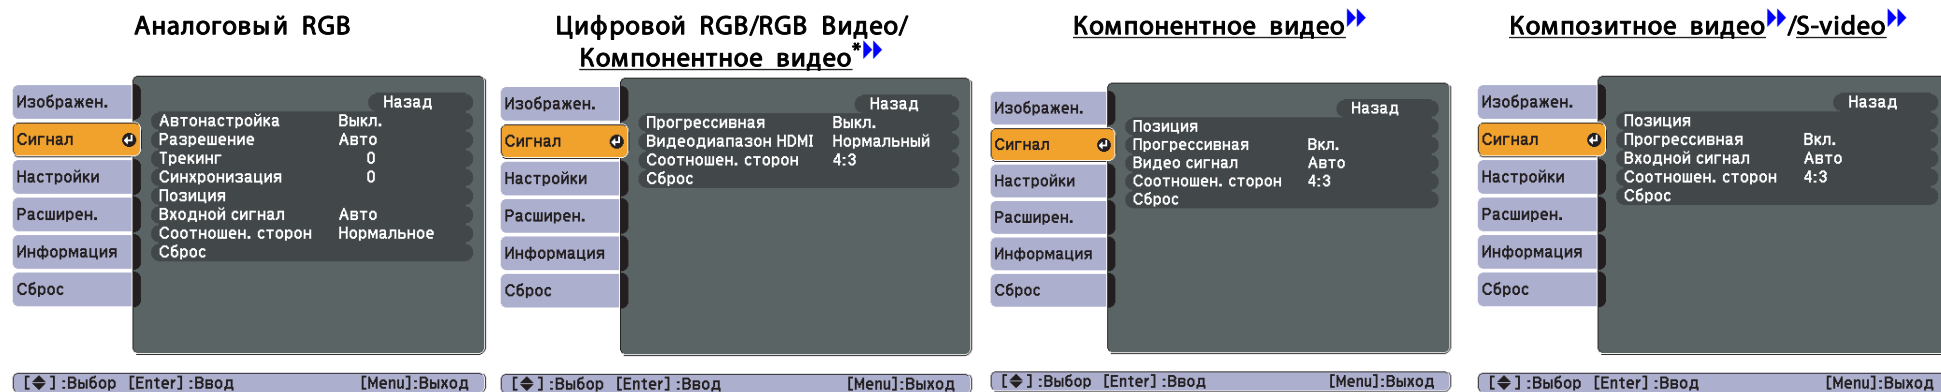 Аналоговый RGB
Изображен.
Сигнал
Настройки
Расширен.
Информация
Сброс
Назад
Автонастройка Выкл.
Разрешение Авто
Трекинг 0
Синхронизация 0
Позиция
Входной сигнал Авто
Соотношен. сторон Нормальное
Сброс
[◆] :Выбор [Enter] :Ввод [Menu]:Выход
Цифровой RGB/RGB Видео/
Компонентное видео*
Изображен.
Сигнал
Настройки
Расширен.
Информация
Сброс
Назад
Прогрессивная Выкл.
Видеодиапазон HDMI Нормальный
Соотношен. сторон 4:3
Сброс
[◆] :Выбор [Enter] :Ввод [Menu]:Выход
Компонентное видео
Изображен.
Сигнал
Настройки
Расширен.
Информация
Сброс
Назад
Позиция
Прогрессивная Вкл.
Видео сигнал Авто
Соотношен. сторон 4:3
Сброс
[◆] :Выбор [Enter] :Ввод [Menu]:Выход
Композитное видео/S-video
Изображен.
Сигнал
Настройки
Расширен.
Информация
Сброс
Назад
Позиция
Прогрессивная Вкл.
Входной сигнал Авто
Соотношен. сторон 4:3
Сброс
[◆] :Выбор [Enter] :Ввод [Menu]:Выход